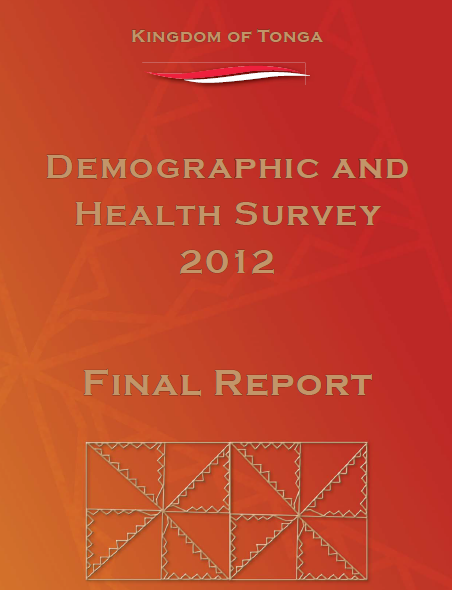 Kingdom of Tonga
Demographic and
Health Survey
2012
Final Report